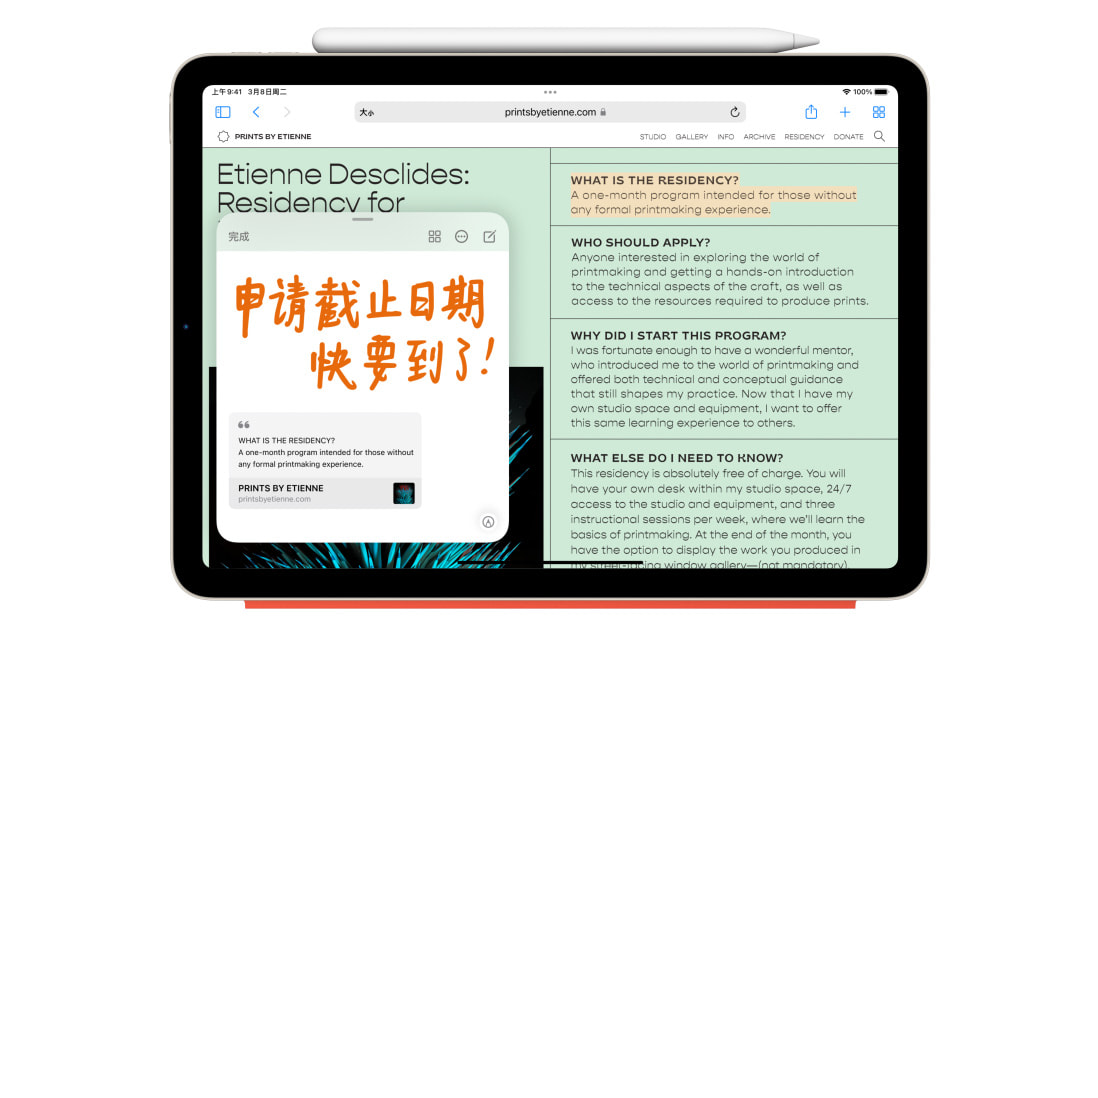 上午9:41 3月8日周二
100%
大小
printsbyetienne.com
PRINTS BY ETIENNE
STUDIO GALLERY INFO ARCHIVE RESIDENCY DONATE
Etienne Desclides:
Residency for
完成
申请截止日期
快要到了!
WHAT IS THE RESIDENCY?
A one-month program intended for those without
any formal printmaking experience.
PRINTS BY ETIENNE
printsbyetienne.com
WHAT IS THE RESIDENCY?
A one-month program intended for those without
any formal printmaking experience.
WHO SHOULD APPLY?
Anyone interested in exploring the world of
printmaking and getting a hands-on introduction
to the technical aspects of the craft, as well as
access to the resources required to produce prints.
WHY DID I START THIS PROGRAM?
I was fortunate enough to have a wonderful mentor,
who introduced me to the world of printmaking and
offered both technical and conceptual guidance
that still shapes my practice. Now that I have my
own studio space and equipment, I want to offer
this same learning experience to others.
WHAT ELSE DO I NEED TO KNOW?
This residency is absolutely free of charge. You will
have your own desk within my studio space, 24/7
access to the studio and equipment, and three
instructional sessions per week, where we'll learn the
basics of printmaking. At the end of the month, you
have the option to display the work you produced in
my street-facing window gallery—(not mandatory).